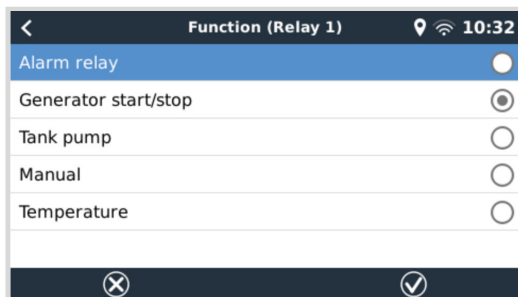 Function (Relay 1) 10:32
Alarm relay
Generator start/stop
Tank pump
Manual
Temperature